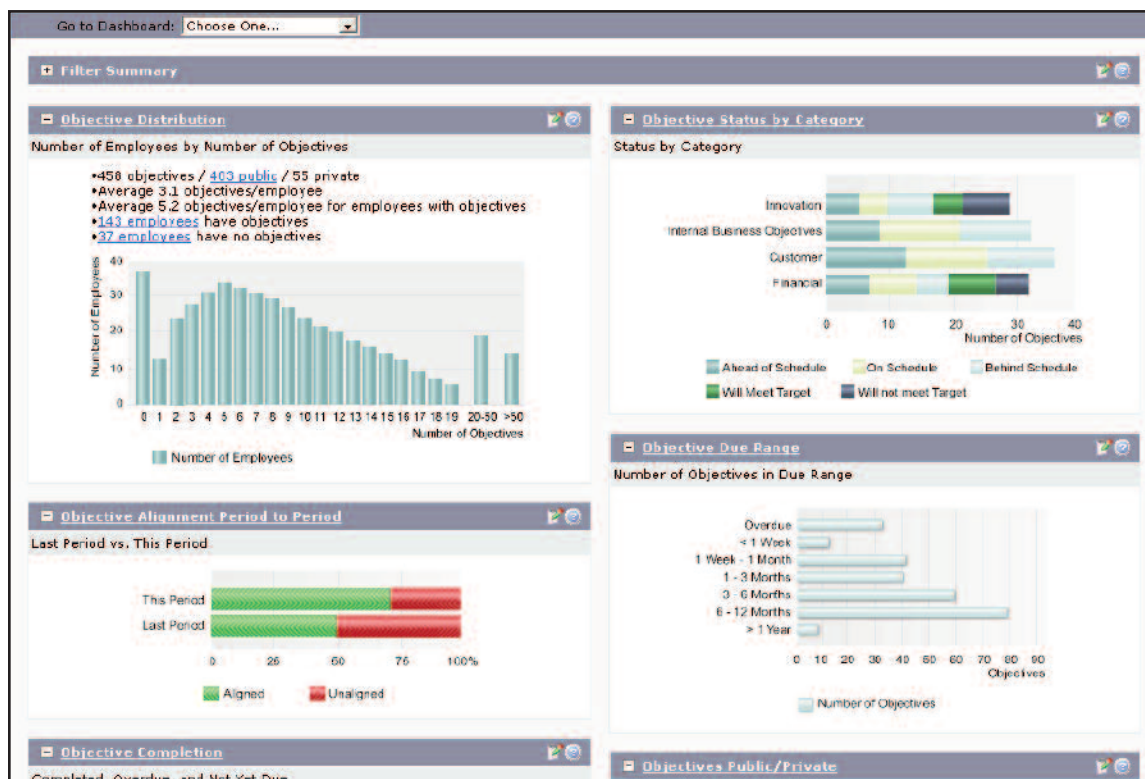 Go to Dashboard: Choose One...
Filter Summary
Objective Distribution
Number of Employees by Number of Objectives
•458 objectives / 403 public / 55 private
•Average 3.1 objectives/employee
•Average 5.2 objectives/employee for employees with objectives
•143 employees have objectives
•37 employees have no objectives
Number of Employees
40
30
20
10
0
0 1 2 3 4 5 6 7 8 9 10 11 12 13 14 15 16 17 18 19 20-50 >50
Number of Objectives
Number of Employees
Objective Alignment Period to Period
Last Period vs. This Period
This Period
Last Period
0 25 50 75 100%
Aligned Unaligned
Objective Completion
Completed, Overdue, and Not Yet Due
Objective Status by Category
Status by Category
Innovation
Internal Business Objectives
Customer
Financial
0 10 20 30 40
Number of Objectives
Ahead of Schedule On Schedule Behind Schedule
Will Meet Target Will not meet Target
Objective Due Range
Number of Objectives in Due Range
Overdue
< 1 Week
1 Week - 1 Month
1 - 3 Months
3 - 6 Months
6 - 12 Months
> 1 Year
0 10 20 30 40 50 60 70 80 90
Objectives
Number of Objectives
Objectives Public/Private